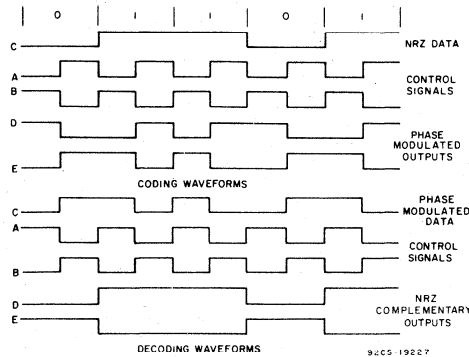 0 1 1 0 1
C NRZ DATA
A
CONTROL
SIGNALS
B
D
PHASE
MODULATED
OUTPUTS
E
CODING WAVEFORMS
PHASE
MODULATED
DATA
C
A
CONTROL
SIGNALS
B
D
NRZ
COMPLEMENTARY
OUTPUTS
E
DECODING WAVEFORMS
92CS-19227